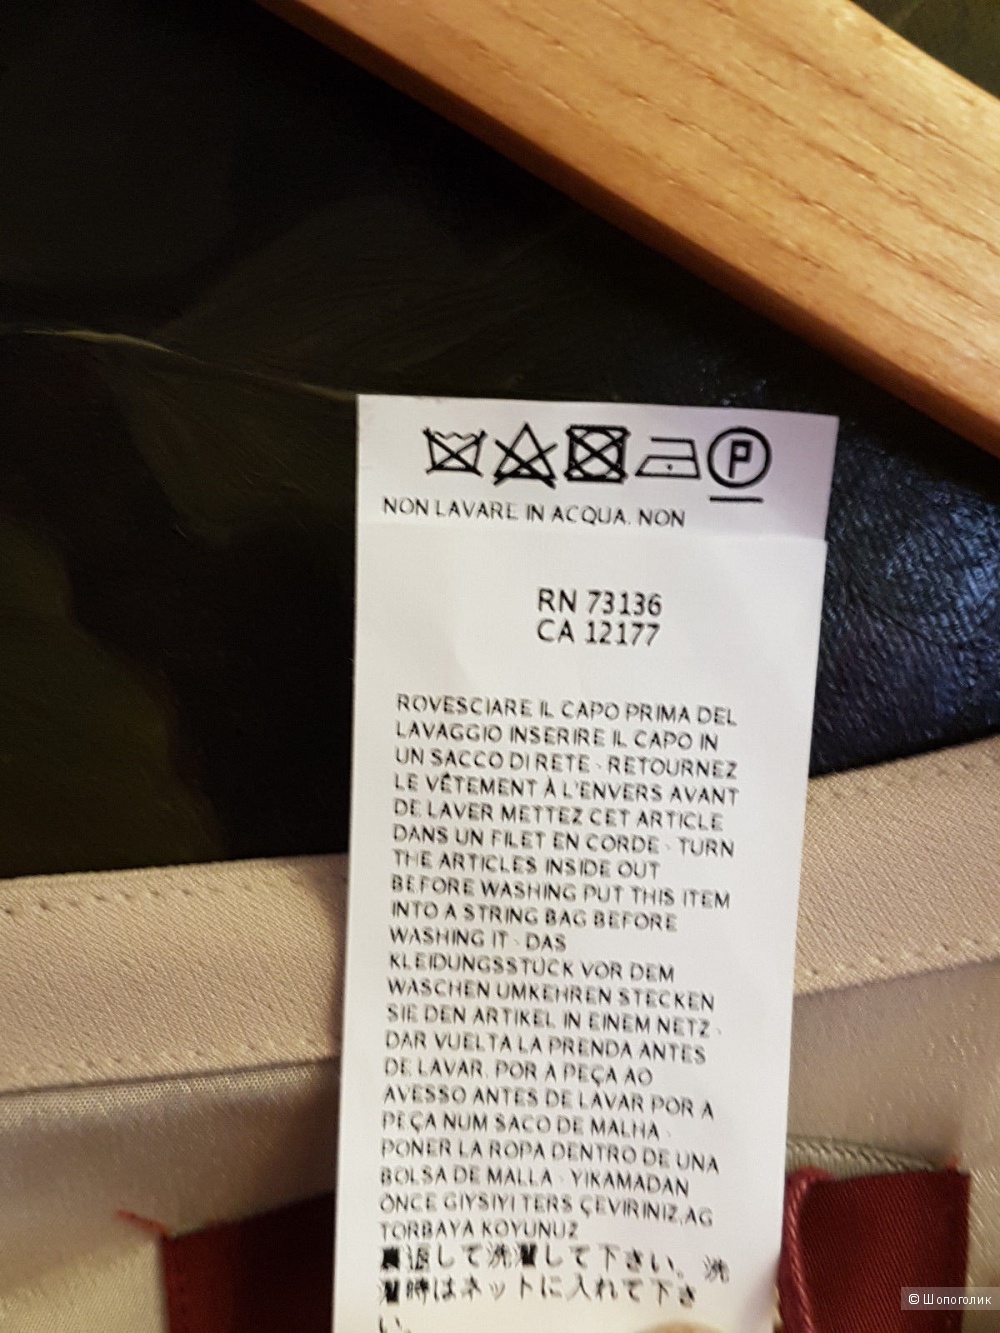 P
NON LAVARE IN ACQUA. NON
RN 73136
CA 12177
ROVESCIARE IL CAPO PRIMA DEL
LAVAGGIO INSERIRE IL CAPO IN
UN SACCO DI RETE - RETOURNEZ
LE VÊTEMENT À L'ENVERS AVANT
DE LAVER METTEZ CET ARTICLE
DANS UN FILET EN CORDE - TURN
THE ARTICLES INSIDE OUT
BEFORE WASHING PUT THIS ITEM
INTO A STRING BAG BEFORE
WASHING IT - DAS
KLEIDUNGSSTÜCK VOR DEM
WASCHEN UMKEHREN STECKEN
SIE DEN ARTIKEL IN EINEM NETZ -
DAR VUELTA LA PRENDA ANTES
DE LAVAR. POR A PEÇA AO
AVESSO ANTES DE LAVAR POR A
PEÇA NUM SACO DE MALHA -
PONER LA ROPA DENTRO DE UNA
BOLSA DE MALLA - YIKAMADAN
ÖNCE GIYSIYI TERS ÇEVIRINIZ,AG
TORBAYA KOYUNUZ
裏返して洗濯して下さい。洗
濯時はネットに入れて下さ
い。
© Шопоголик